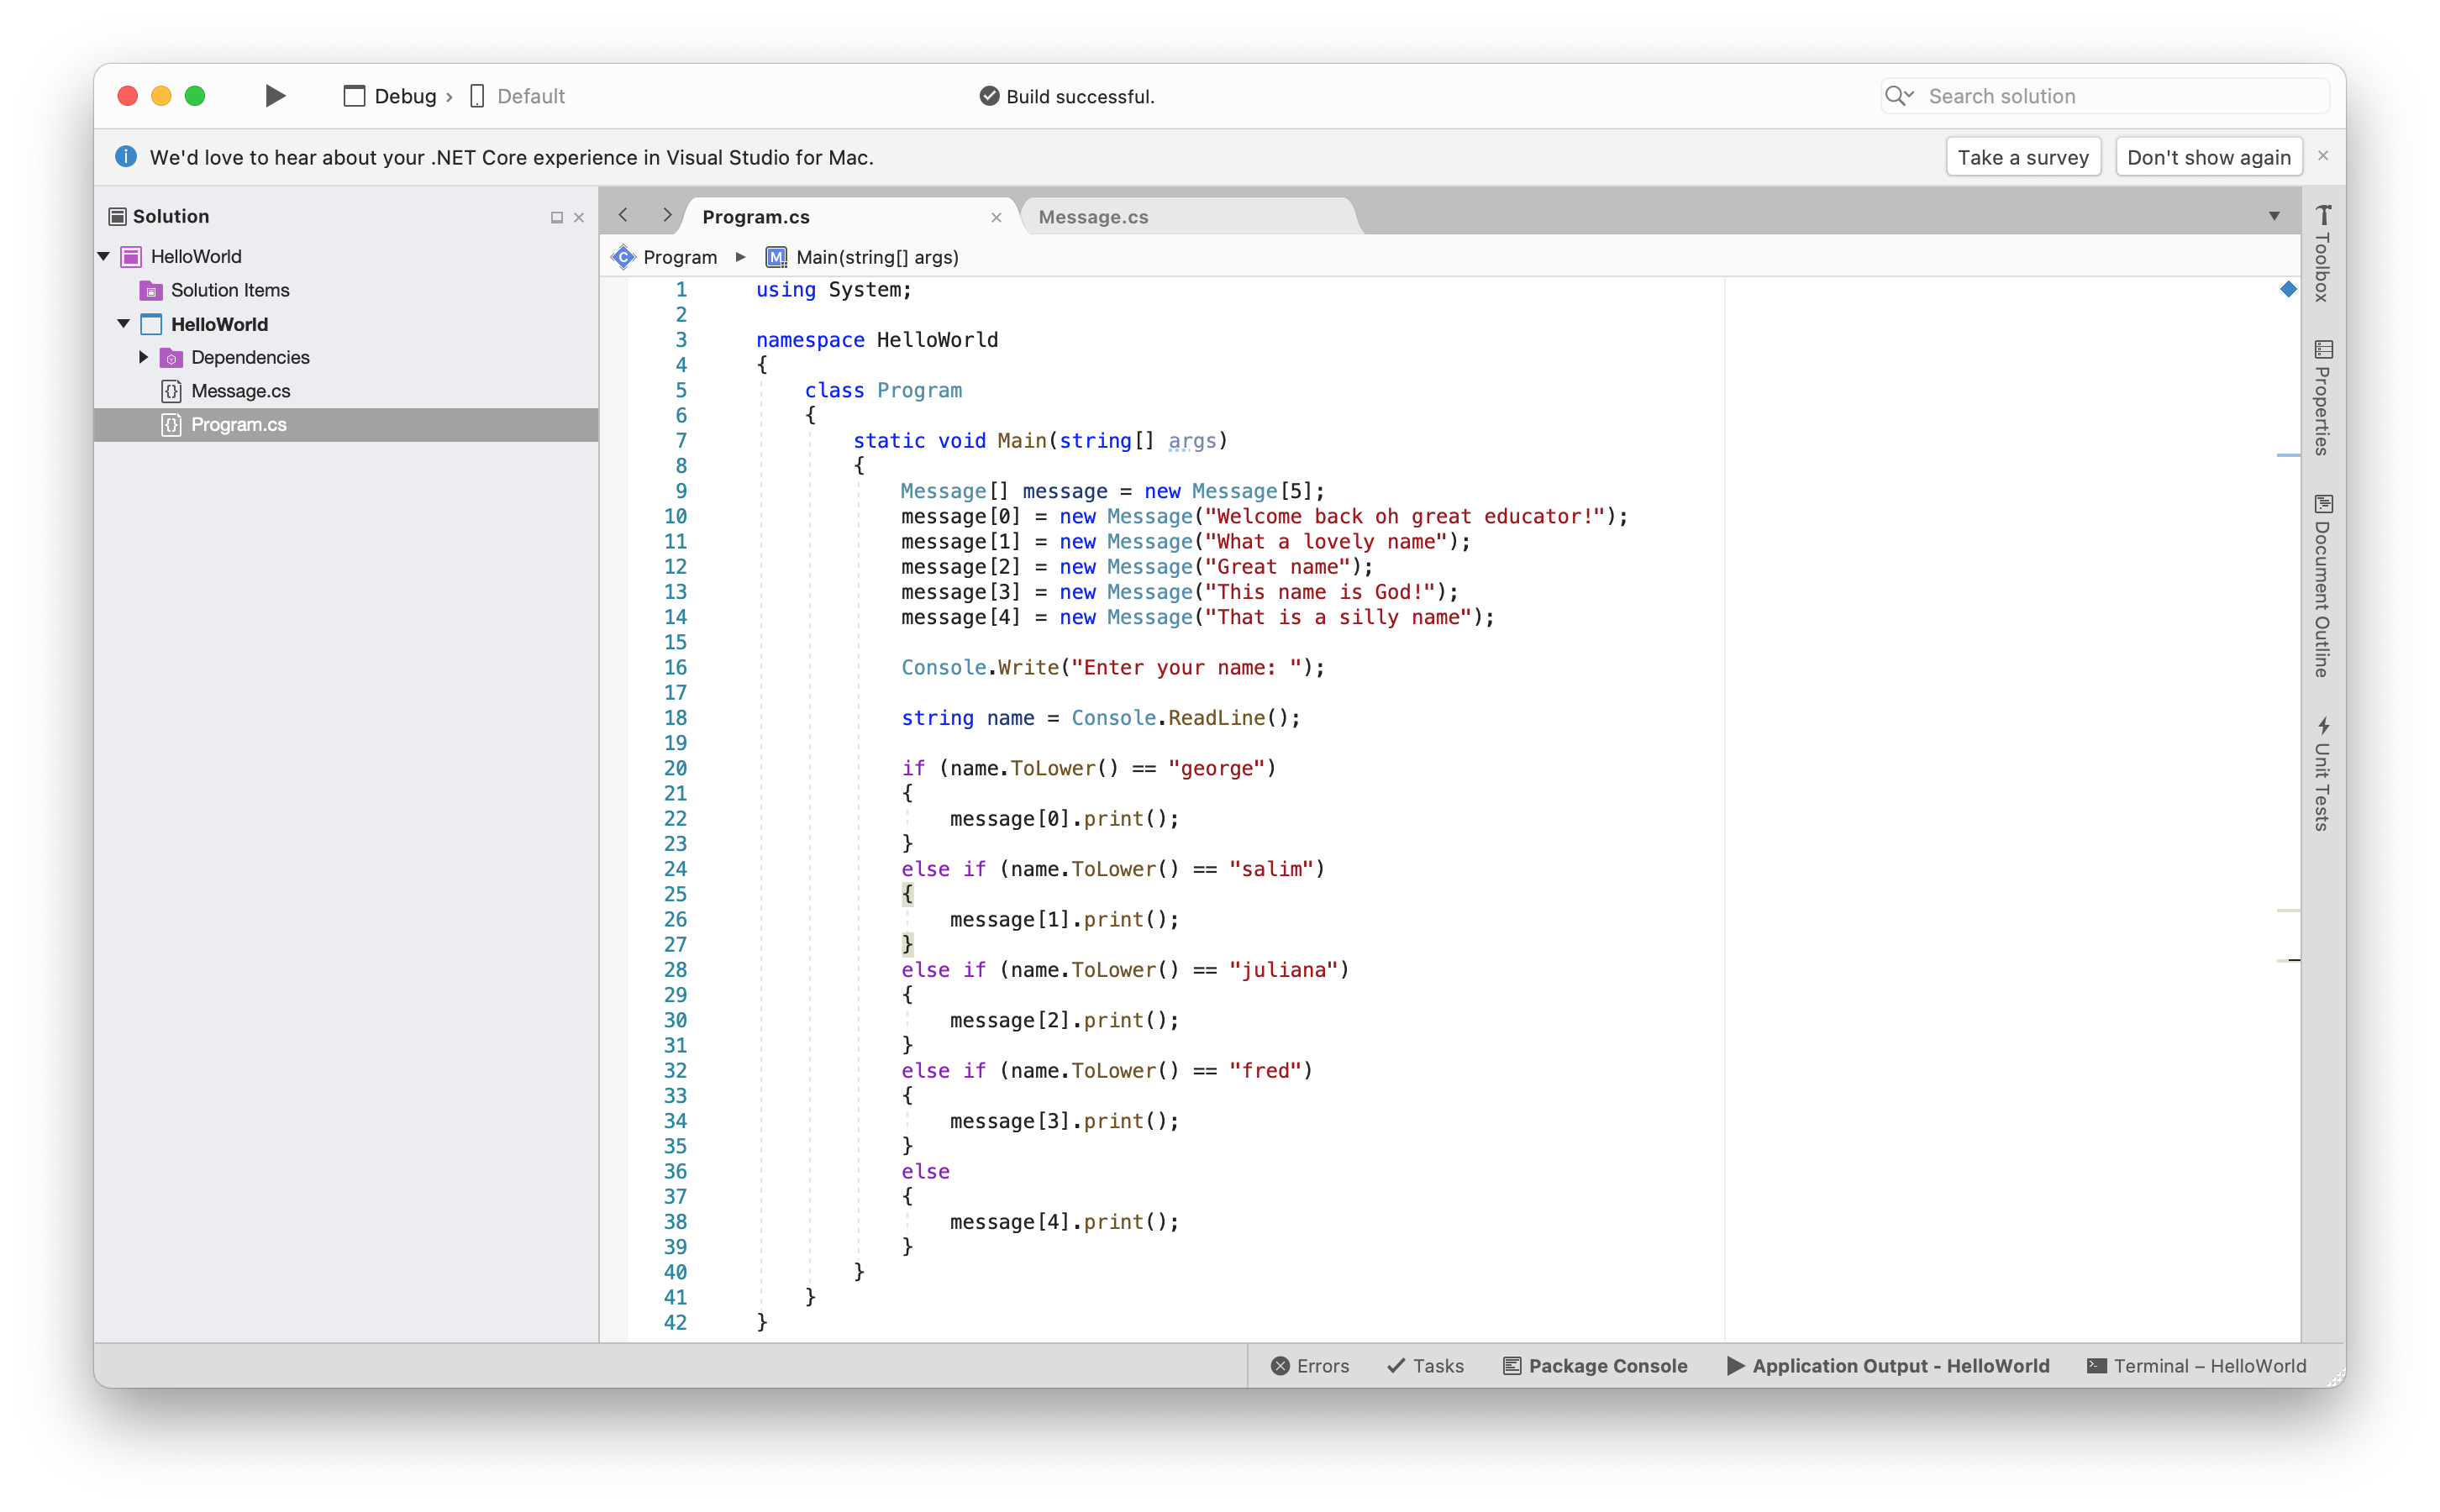 Debug › Default
Build successful.
Search solution
We'd love to hear about your .NET Core experience in Visual Studio for Mac.
Take a survey
Don't show again
Solution
HelloWorld
Solution Items
HelloWorld
Dependencies
Message.cs
Program.cs
Program.cs
Message.cs
Program
Main(string[] args)
1 using System;
2
3 namespace HelloWorld
4 {
5 class Program
6 {
7 static void Main(string[] args)
8 {
9 Message[] message = new Message[5];
10 message[0] = new Message("Welcome back oh great educator!");
11 message[1] = new Message("What a lovely name");
12 message[2] = new Message("Great name");
13 message[3] = new Message("This name is God!");
14 message[4] = new Message("That is a silly name");
15
16 Console.Write("Enter your name: ");
17
18 string name = Console.ReadLine();
19
20 if (name.ToLower() == "george")
21 {
22 message[0].print();
23 }
24 else if (name.ToLower() == "salim")
25 {
26 message[1].print();
27 }
28 else if (name.ToLower() == "juliana")
29 {
30 message[2].print();
31 }
32 else if (name.ToLower() == "fred")
33 {
34 message[3].print();
35 }
36 else
37 {
38 message[4].print();
39 }
40 }
41 }
42 }
Toolbox
Properties
Document Outline
Unit Tests
Errors
Tasks
Package Console
Application Output - HelloWorld
Terminal – HelloWorld